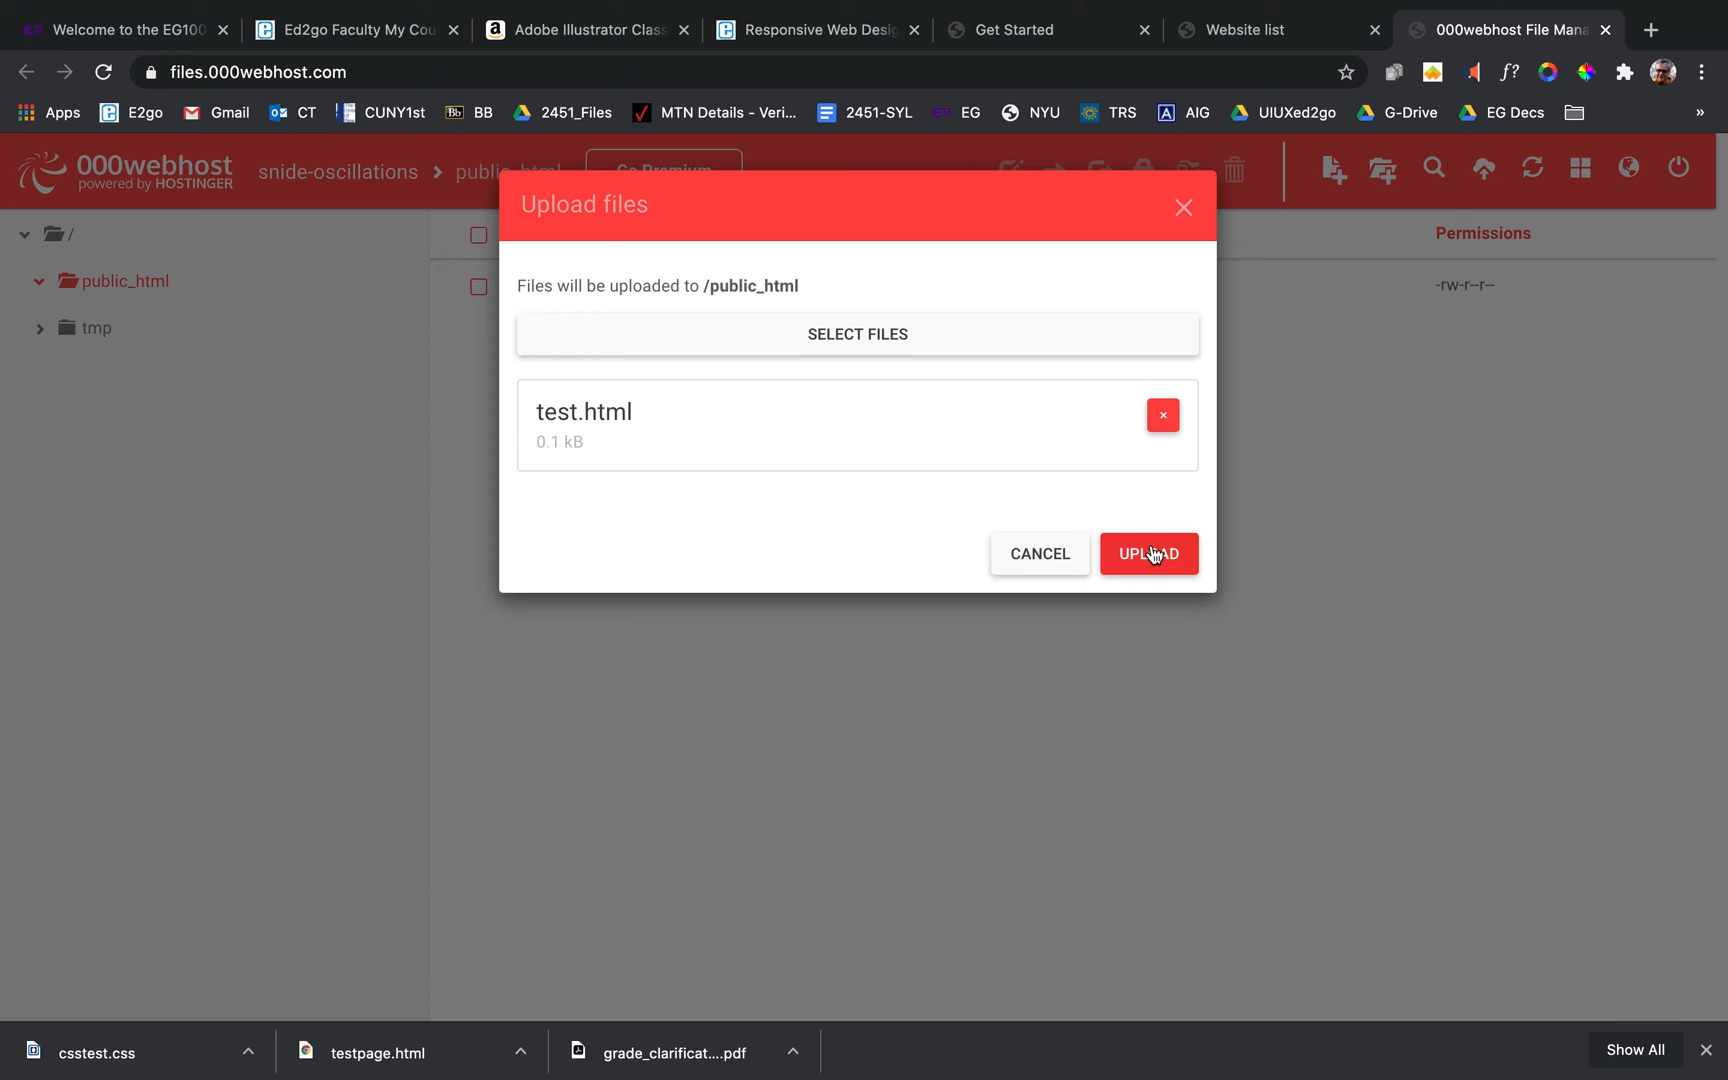 Welcome to the EG100
Ed2go Faculty My Cou
Adobe Illustrator Class
Responsive Web Desig
Get Started
Website list
000webhost File Mana
files.000webhost.com
f?
Apps
E2go
Gmail
CT
CUNY1st
Bb BB
2451_Files
MTN Details - Veri...
2451-SYL
EG
NYU
TRS
AIG
UIUXed2go
G-Drive
EG Decs
»
000webhost
powered by HOSTINGER
snide-oscillations > public_html
Go Premium
Upload files
/
public_html
tmp
Permissions
-rw-r--r--
Files will be uploaded to /public_html
SELECT FILES
test.html
0.1 kB
CANCEL
UPLOAD
csstest.css
testpage.html
grade_clarificat....pdf
Show All